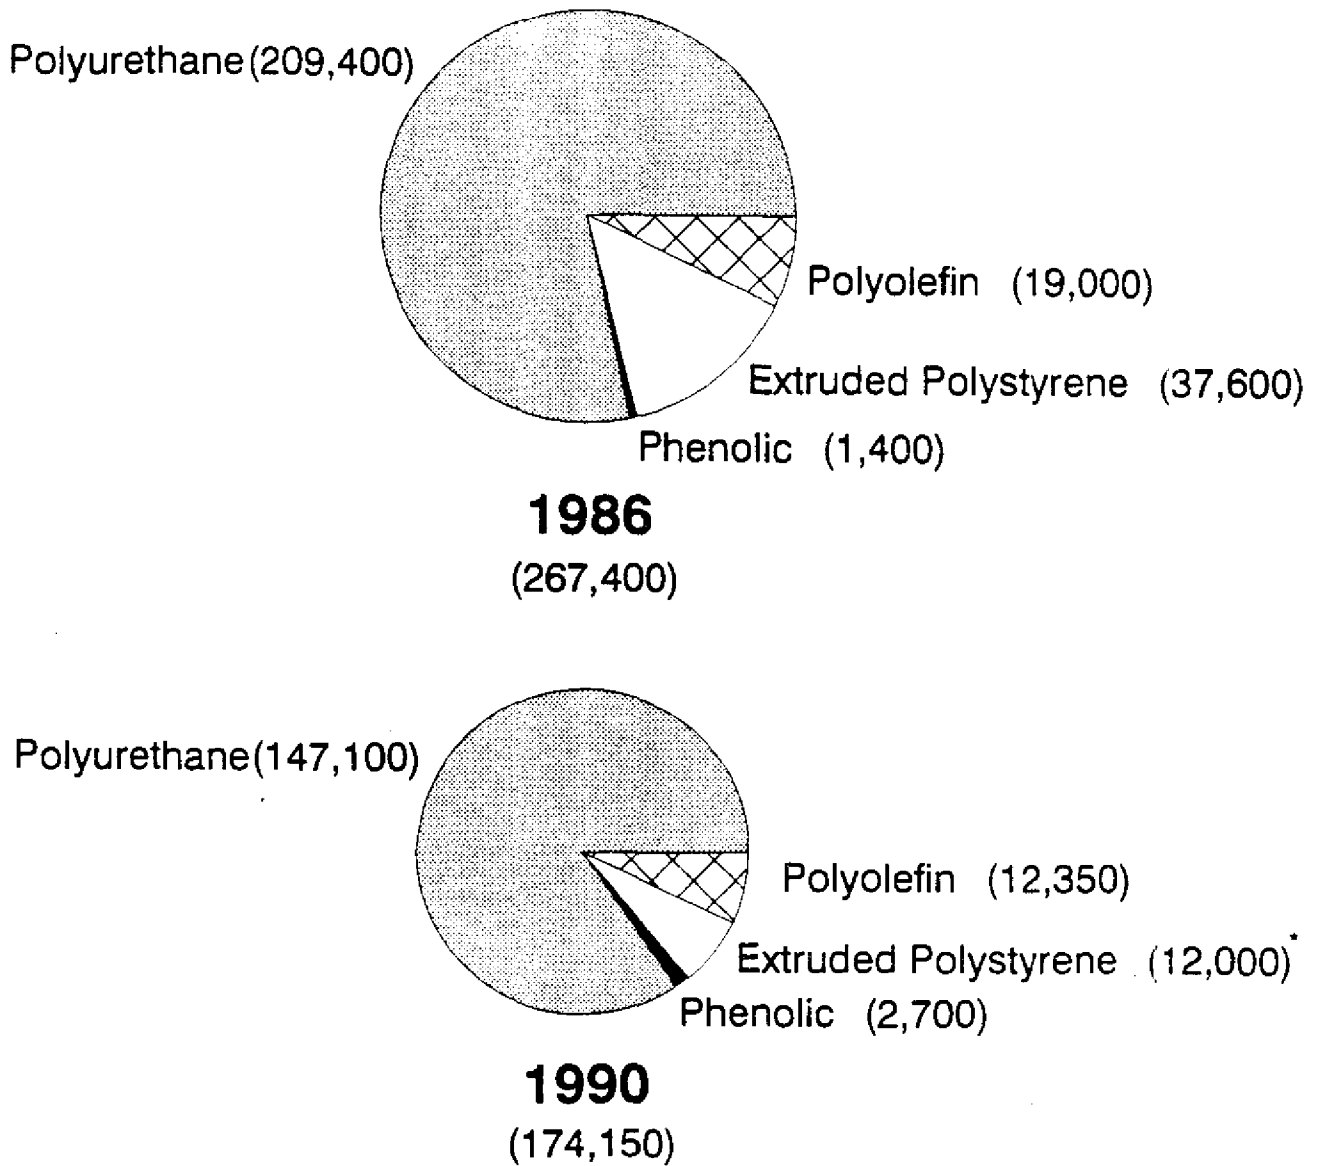 Polyurethane (209,400)
Polyolefin (19,000)
Extruded Polystyrene (37,600)
Phenolic (1,400)
1986
(267,400)
Polyurethane (147,100)
Polyolefin (12,350)
Extruded Polystyrene (12,000)*
Phenolic (2,700)
1990
(174,150)